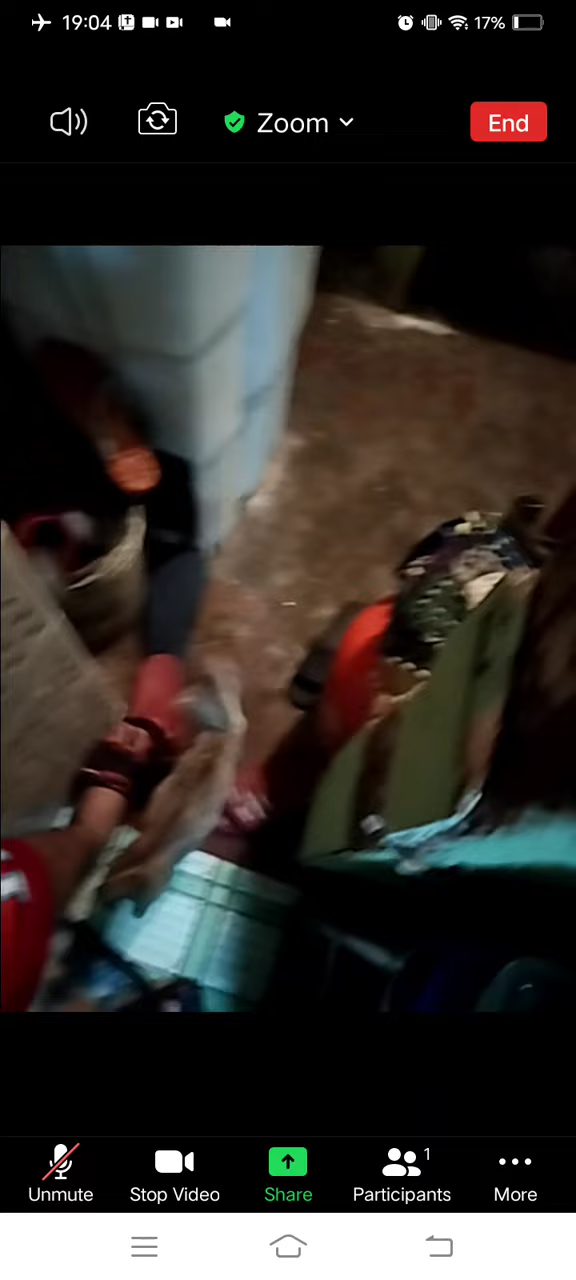 19:04
17%
Zoom
End
Unmute
Stop Video
Share
Participants
1
More